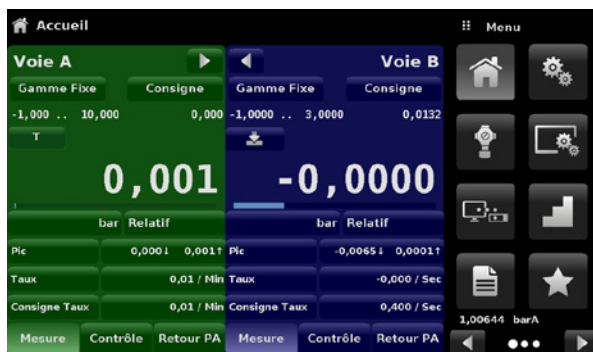 Accueil
Menu
Voie A
Gamme Fixe Consigne
-1,000 .. 10,000 0,000
T
0,001
bar Relatif
Pic 0,000↓ 0,001↑
Taux 0,01 / Min
Consigne Taux 0,01 / Min
Mesure Contrôle Retour PA
Voie B
Gamme Fixe Consigne
-1,0000 .. 3,0000 0,0132
-0,0000
bar Relatif
Pic -0,0065↓ 0,0001↑
Taux -0,000 / Sec
Consigne Taux 0,400 / Sec
Mesure Contrôle Retour PA
1,00644 barA